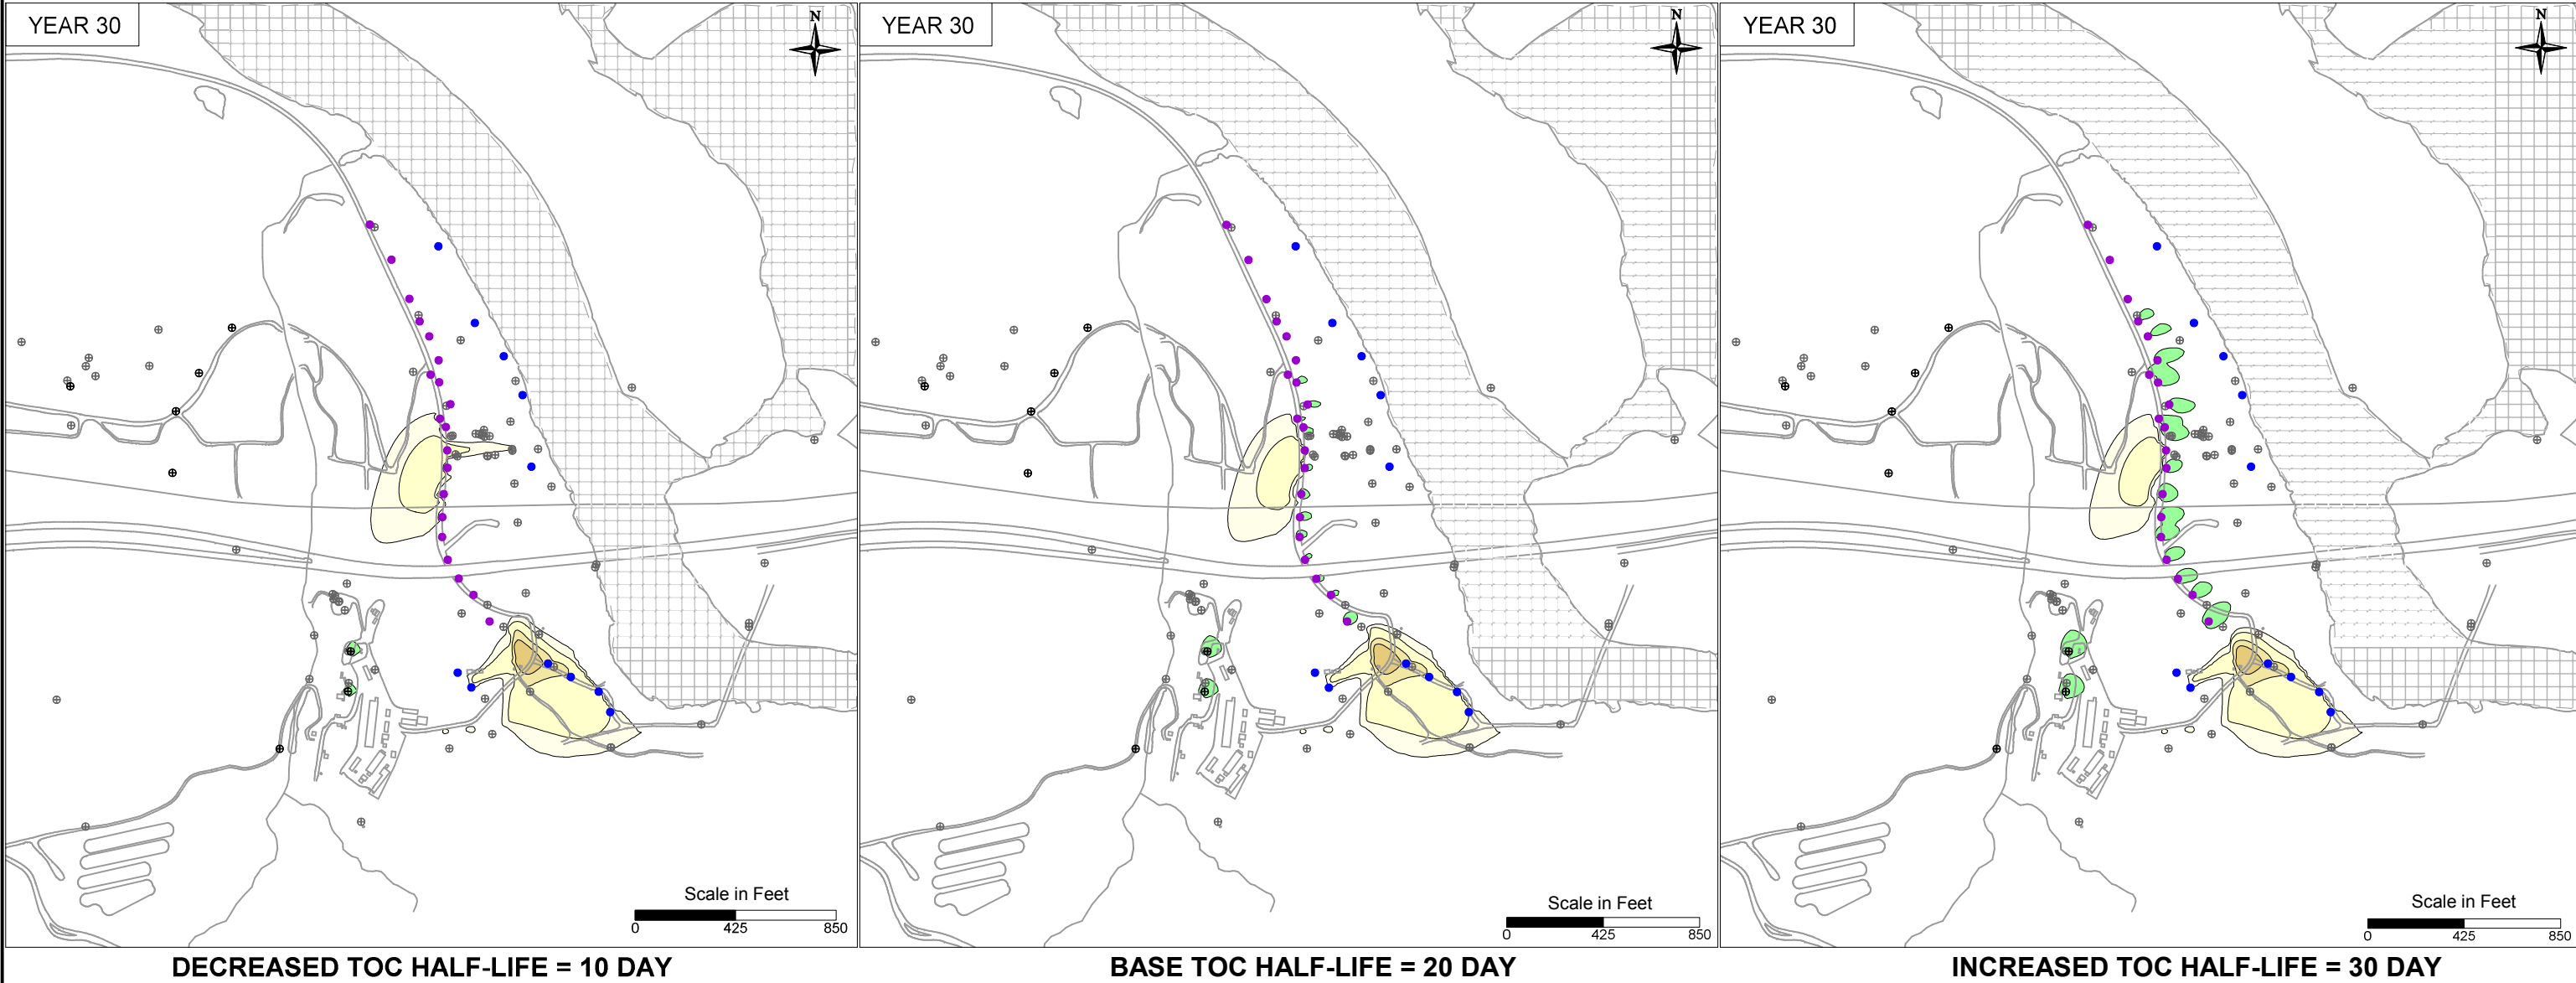 YEAR 30
N
Scale in Feet
0 425 850
DECREASED TOC HALF-LIFE = 10 DAY
YEAR 30
N
Scale in Feet
0 425 850
BASE TOC HALF-LIFE = 20 DAY
YEAR 30
N
Scale in Feet
0 425 850
INCREASED TOC HALF-LIFE = 30 DAY